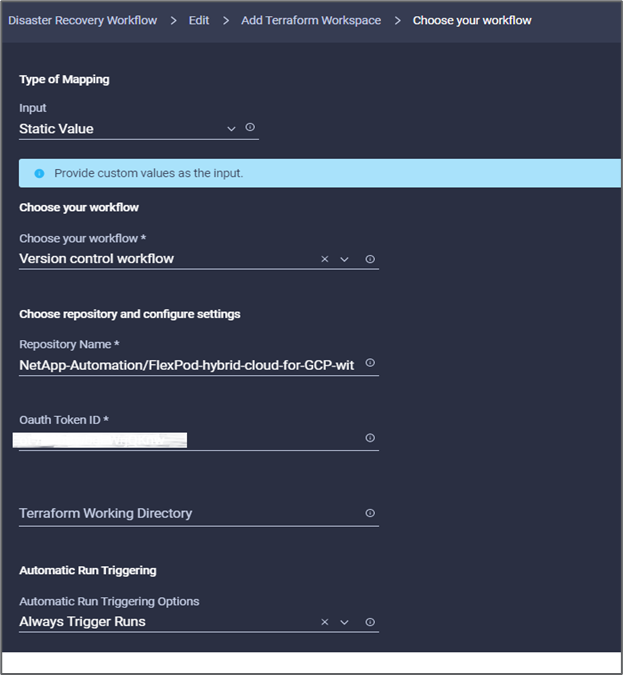 Disaster Recovery Workflow > Edit > Add Terraform Workspace > Choose your workflow
Type of Mapping
Input
Static Value
Provide custom values as the input.
Choose your workflow
Choose your workflow *
Version control workflow
Choose repository and configure settings
Repository Name *
NetApp-Automation/FlexPod-hybrid-cloud-for-GCP-wit
Oauth Token ID *
Terraform Working Directory
Automatic Run Triggering
Automatic Run Triggering Options
Always Trigger Runs